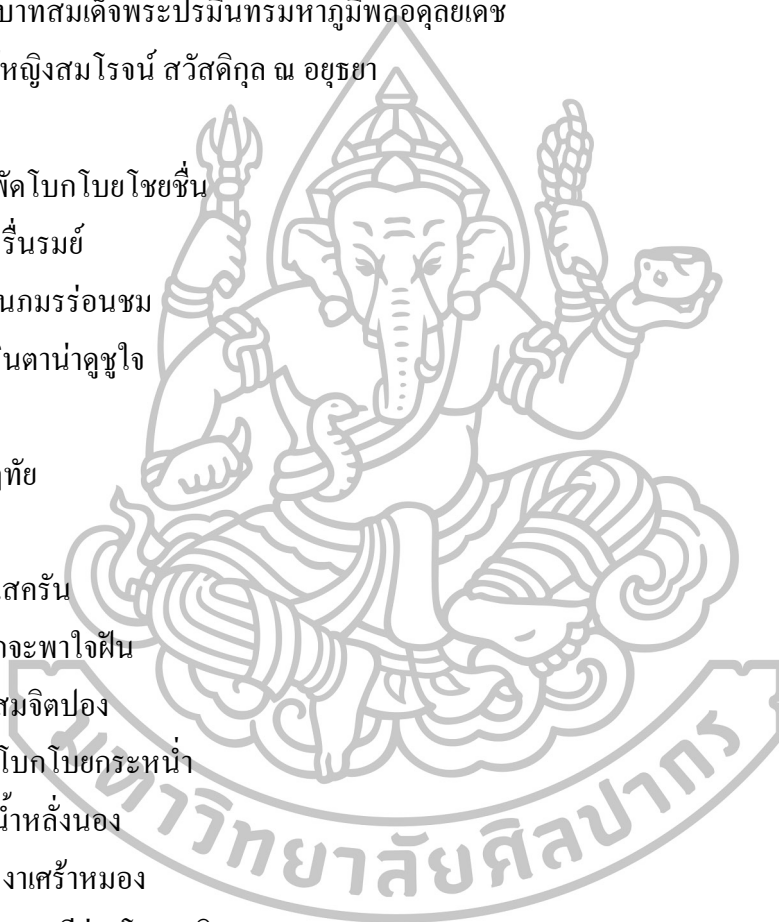 บาทสมเด็จพระปรมินทรมหาภูมิพลอดุลยเดช
หญิงสมโรจน์ สวัสดิกุล ณ อยุธยา
พัดโบกโบยโชยชื่น
รื่นรมย์
นภมรร่อนชม
นตาน่าดูชูใจ
ทัย
สครัน
จะพาใจฝัน
สมจิตปอง
โบกโบยกระหน่ำ
น้ำหลั่งนอง
งาเศร้าหมอง
มหาวิทยาลัยศิลปากร